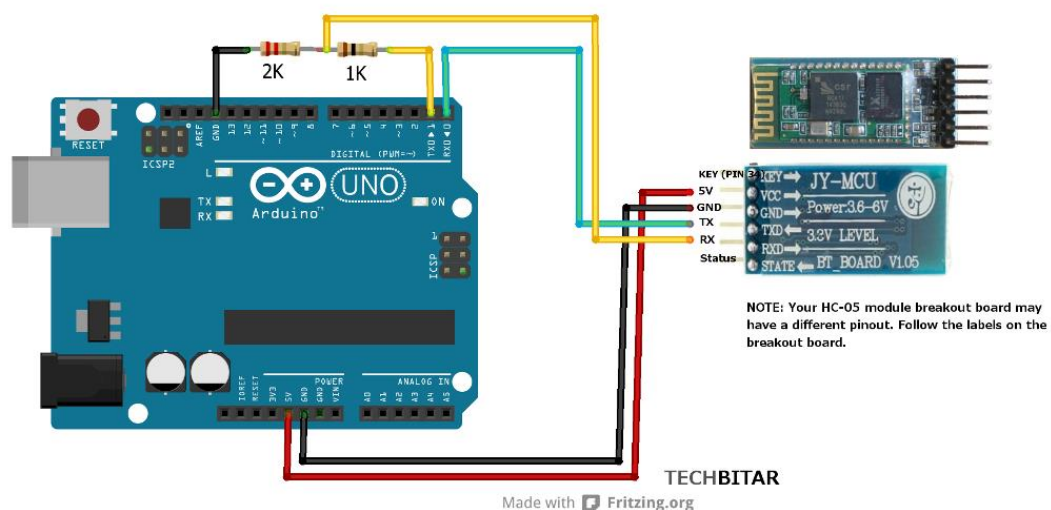 2K
1K
RESET
ICSP2
AREF
GND
13
12
~11
~10
~9
8
7
~6
~5
4
~3
2
TXD ▶ 1
RXD ◀ 0
DIGITAL (PWM=~)
L
TX
RX
UNO
Arduino™
ON
1
ICSP
IOREF
RESET
3V3
5V
GND
GND
VIN
POWER
ANALOG IN
A0
A1
A2
A3
A4
A5
KEY (PIN 34)
5V
GND
TX
RX
Status
KEY
VCC
GND
TXD
RXD
STATE
JY-MCU
Power:3.6-6V
3.3V LEVEL
BT_BOARD V1.05
NOTE: Your HC-05 module breakout board may
have a different pinout. Follow the labels on the
breakout board.
TECHBITAR
Made with Fritzing.org